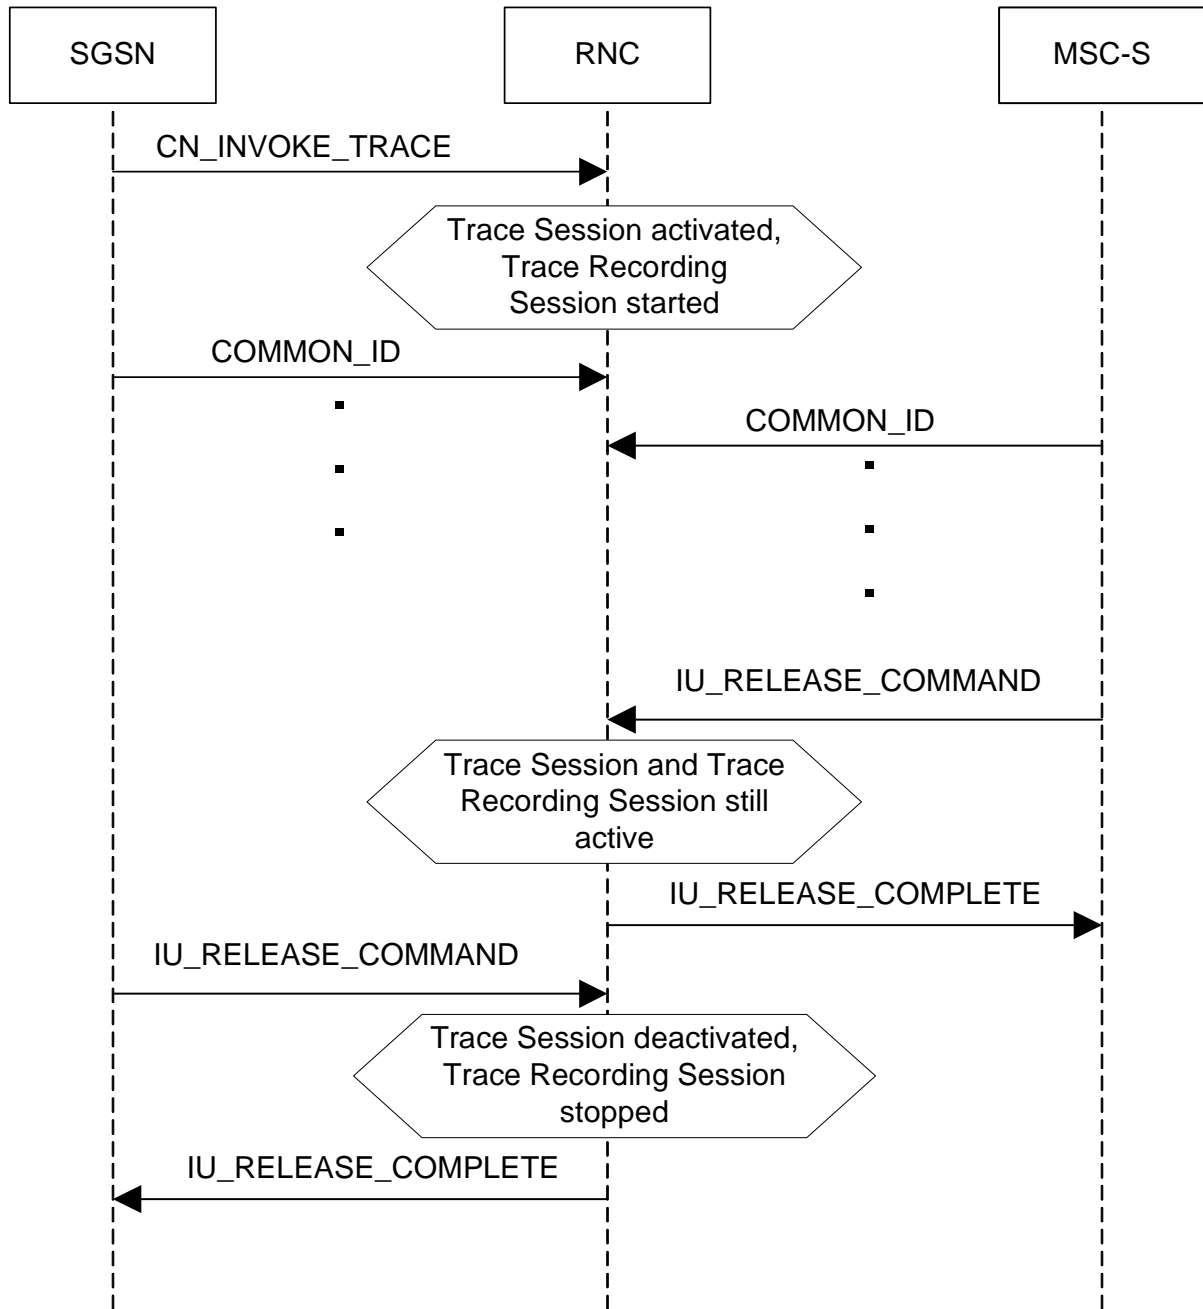 SGSN
RNC
MSC-S
CN_INVOKE_TRACE
Trace Session activated,
Trace Recording
Session started
COMMON_ID
COMMON_ID
IU_RELEASE_COMMAND
Trace Session and Trace
Recording Session still
active
IU_RELEASE_COMPLETE
IU_RELEASE_COMMAND
Trace Session deactivated,
Trace Recording Session
stopped
IU_RELEASE_COMPLETE